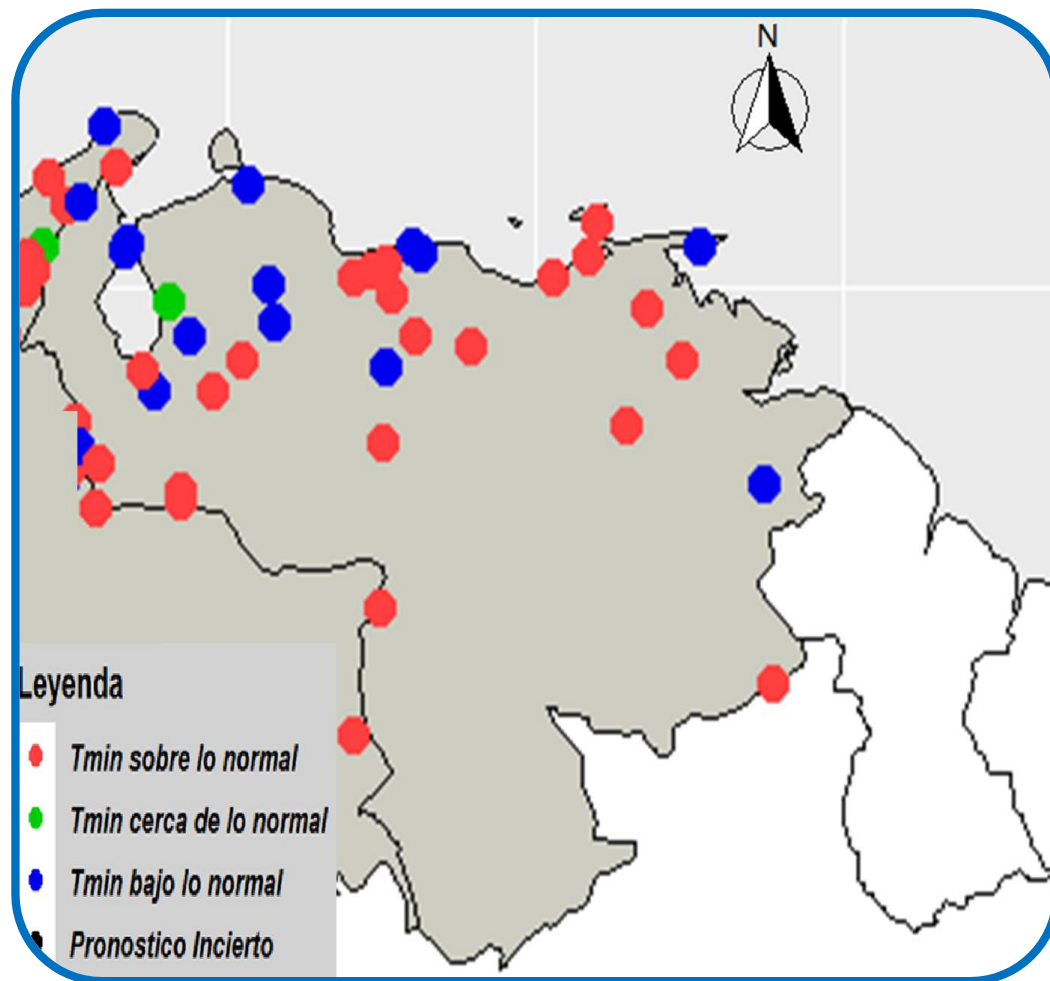 N
Leyenda
Tmin sobre lo normal
Tmin cerca de lo normal
Tmin bajo lo normal
Pronostico Incierto